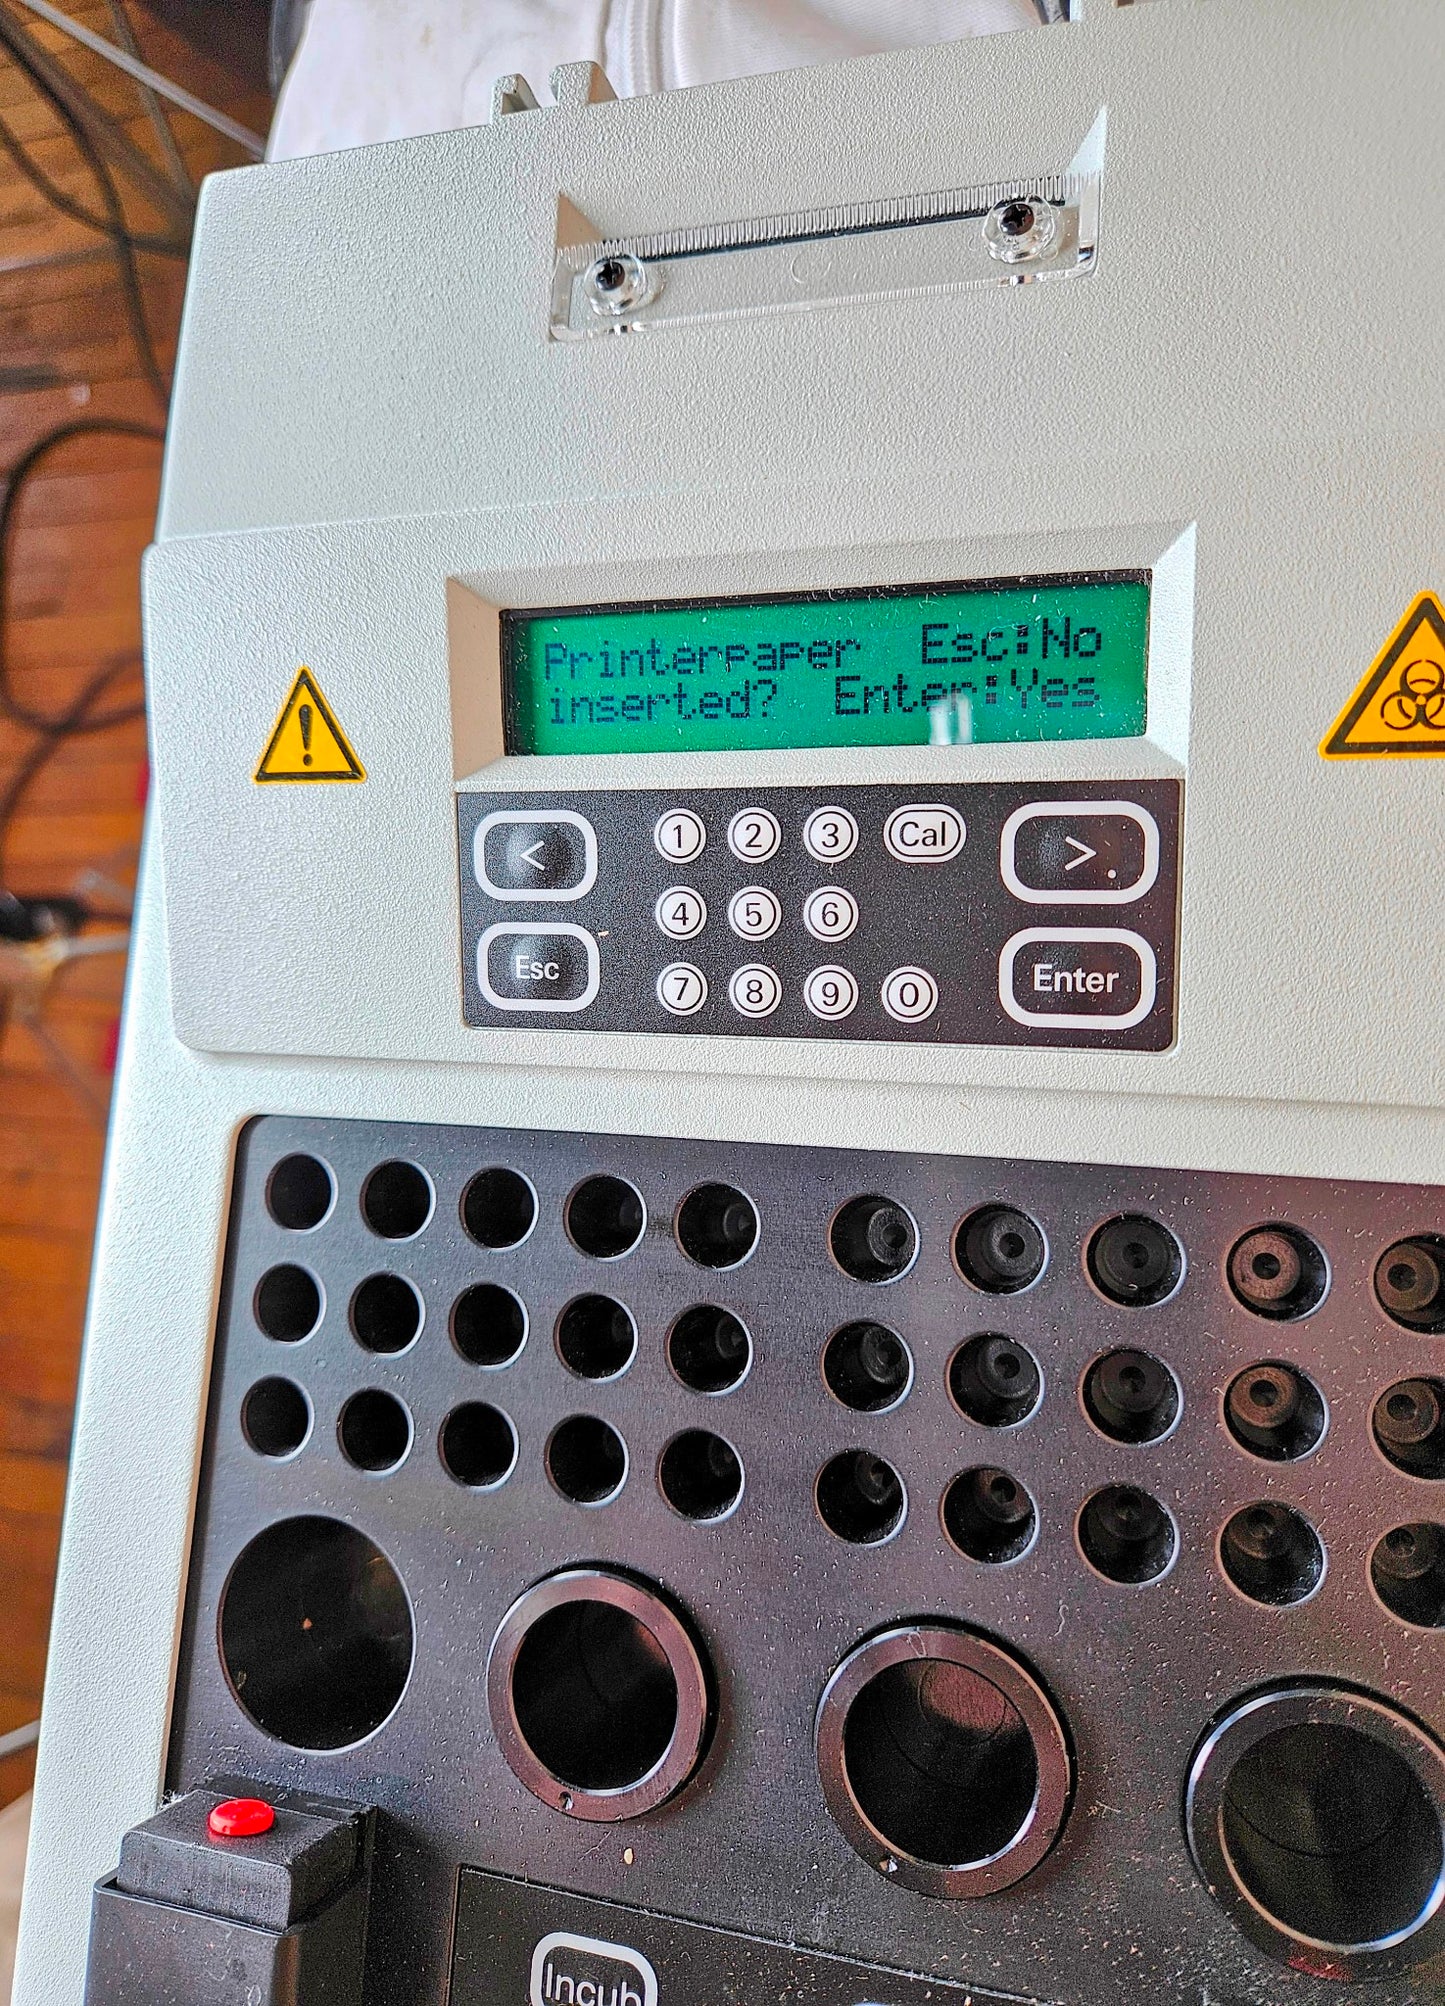 Printerpaper Esc:No
inserted? Enter:Yes
< 1 2 3 Cal >
4 5 6
Esc 7 8 9 0 Enter
Incub